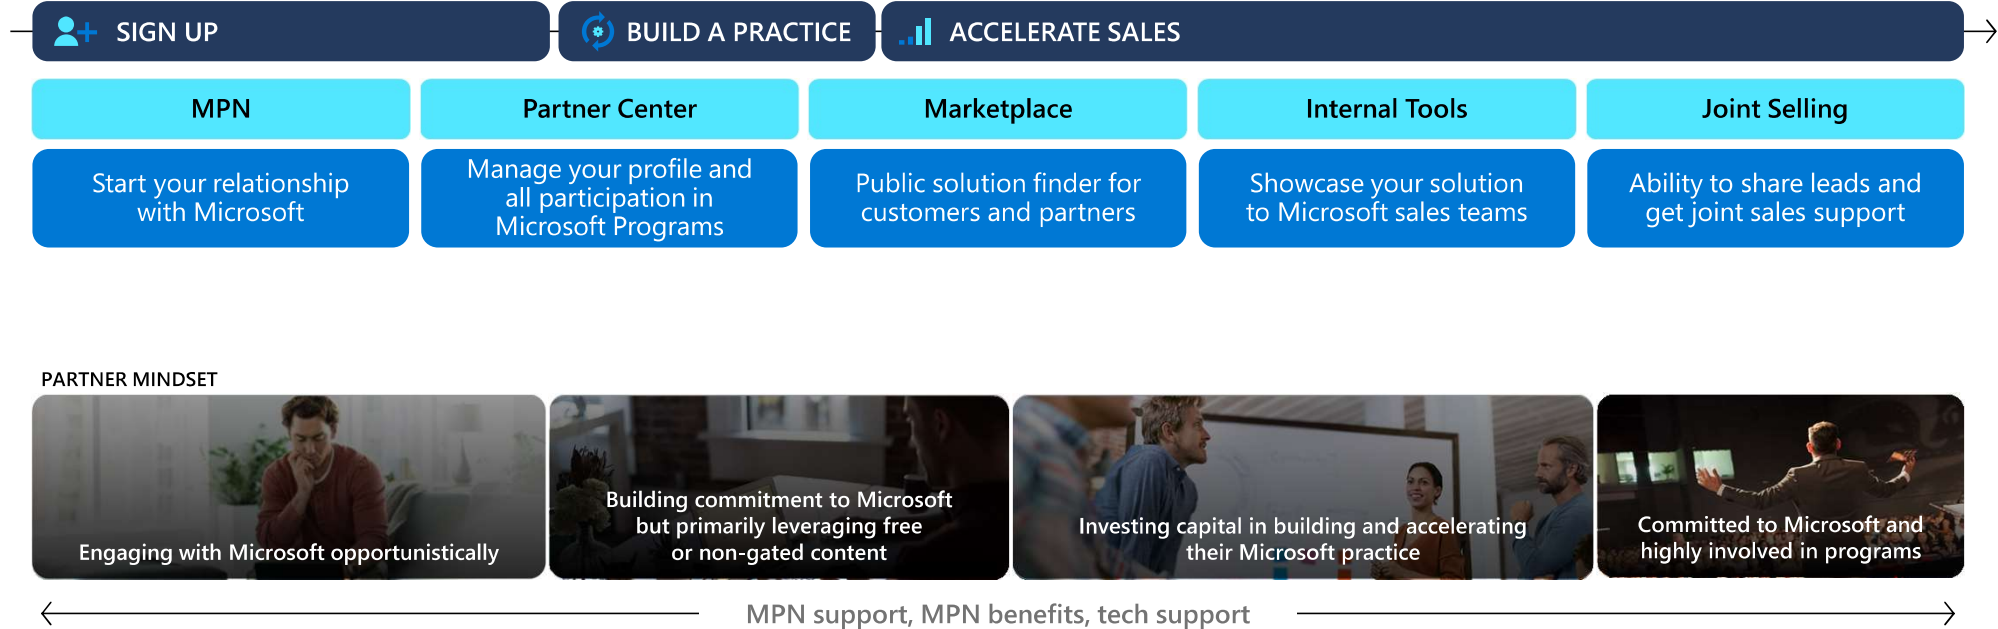 SIGN UP
BUILD A PRACTICE
ACCELERATE SALES
MPN
Partner Center
Marketplace
Internal Tools
Joint Selling
Start your relationship
with Microsoft
Manage your profile and
all participation in
Microsoft Programs
Public solution finder for
customers and partners
Showcase your solution
to Microsoft sales teams
Ability to share leads and
get joint sales support
PARTNER MINDSET
Engaging with Microsoft opportunistically
Building commitment to Microsoft
but primarily leveraging free
or non-gated content
Investing capital in building and accelerating
their Microsoft practice
Committed to Microsoft and
highly involved in programs
MPN support, MPN benefits, tech support